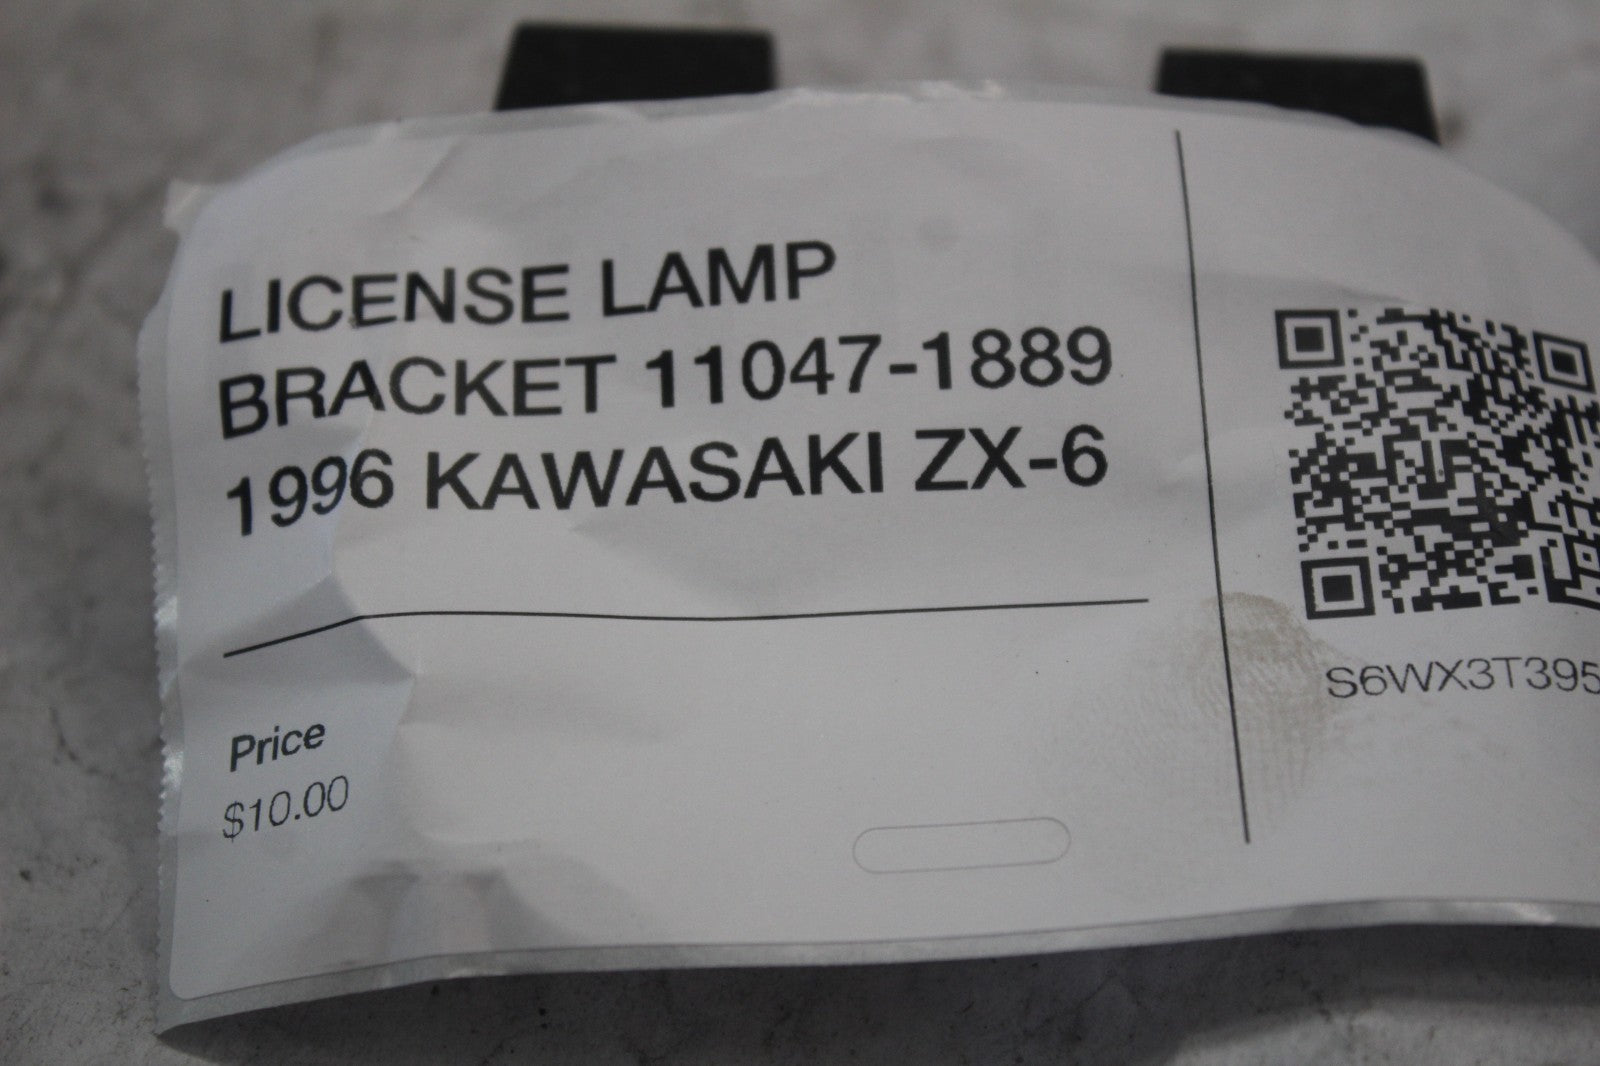 LICENSE LAMP
BRACKET 11047-1889
1996 KAWASAKI ZX-6
Price
$10.00
S6WX3T395